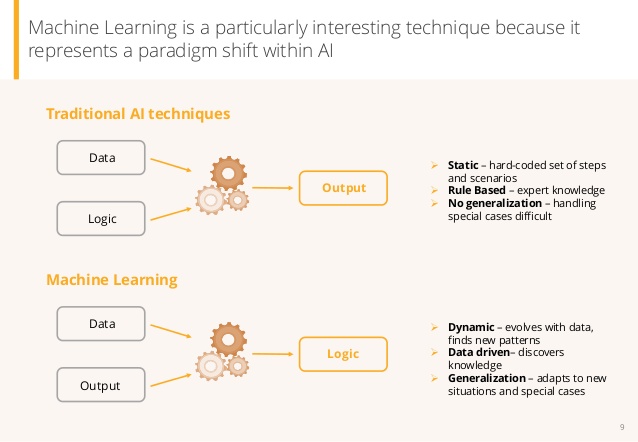 Machine Learning is a particularly interesting technique because it
represents a paradigm shift within AI
Traditional AI techniques
Data
Logic
Output
➢ Static – hard-coded set of steps
and scenarios
➢ Rule Based – expert knowledge
➢ No generalization – handling
special cases difficult
Machine Learning
Data
Output
Logic
➢ Dynamic – evolves with data,
finds new patterns
➢ Data driven– discovers
knowledge
➢ Generalization – adapts to new
situations and special cases
9